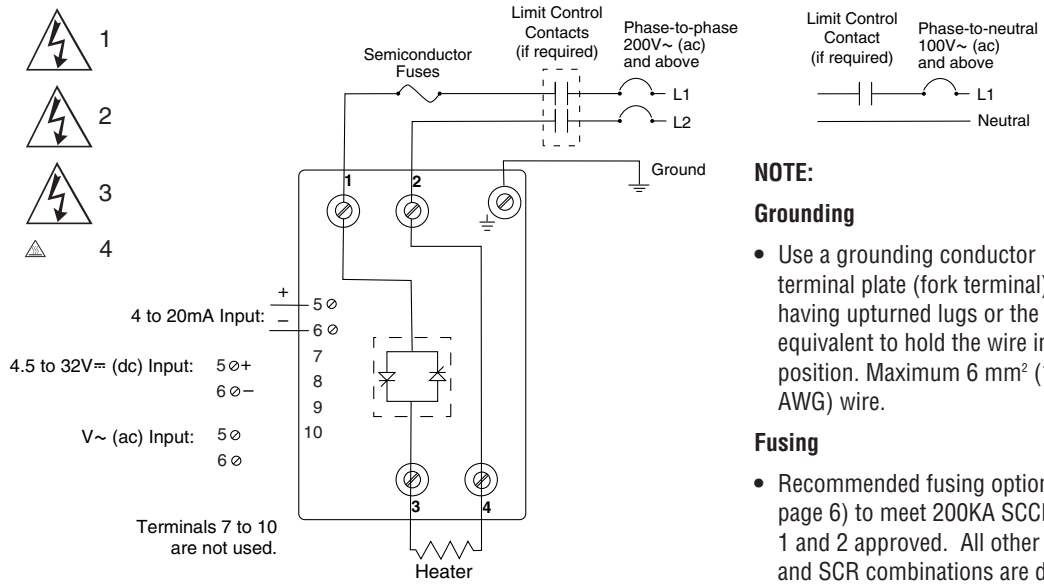 1
2
3
4
Limit Control
Contacts
(if required)
Phase-to-phase
200V~ (ac)
and above
Semiconductor
Fuses
L1
L2
Ground
Limit Control
Contact
(if required)
Phase-to-neutral
100V~ (ac)
and above
L1
Neutral
1
2
+
4 to 20mA Input:
–
5
6
7
8
9
10
4.5 to 32V⎓ (dc) Input:
5 +
6 –
V~ (ac) Input:
5
6
3
4
Terminals 7 to 10
are not used.
Heater
NOTE:
Grounding
• Use a grounding conductor
terminal plate (fork terminal)
having upturned lugs or the
equivalent to hold the wire in
position. Maximum 6 mm² (
AWG) wire.
Fusing
• Recommended fusing option
page 6) to meet 200KA
1 and 2 approved. All other
and SCR combinations are